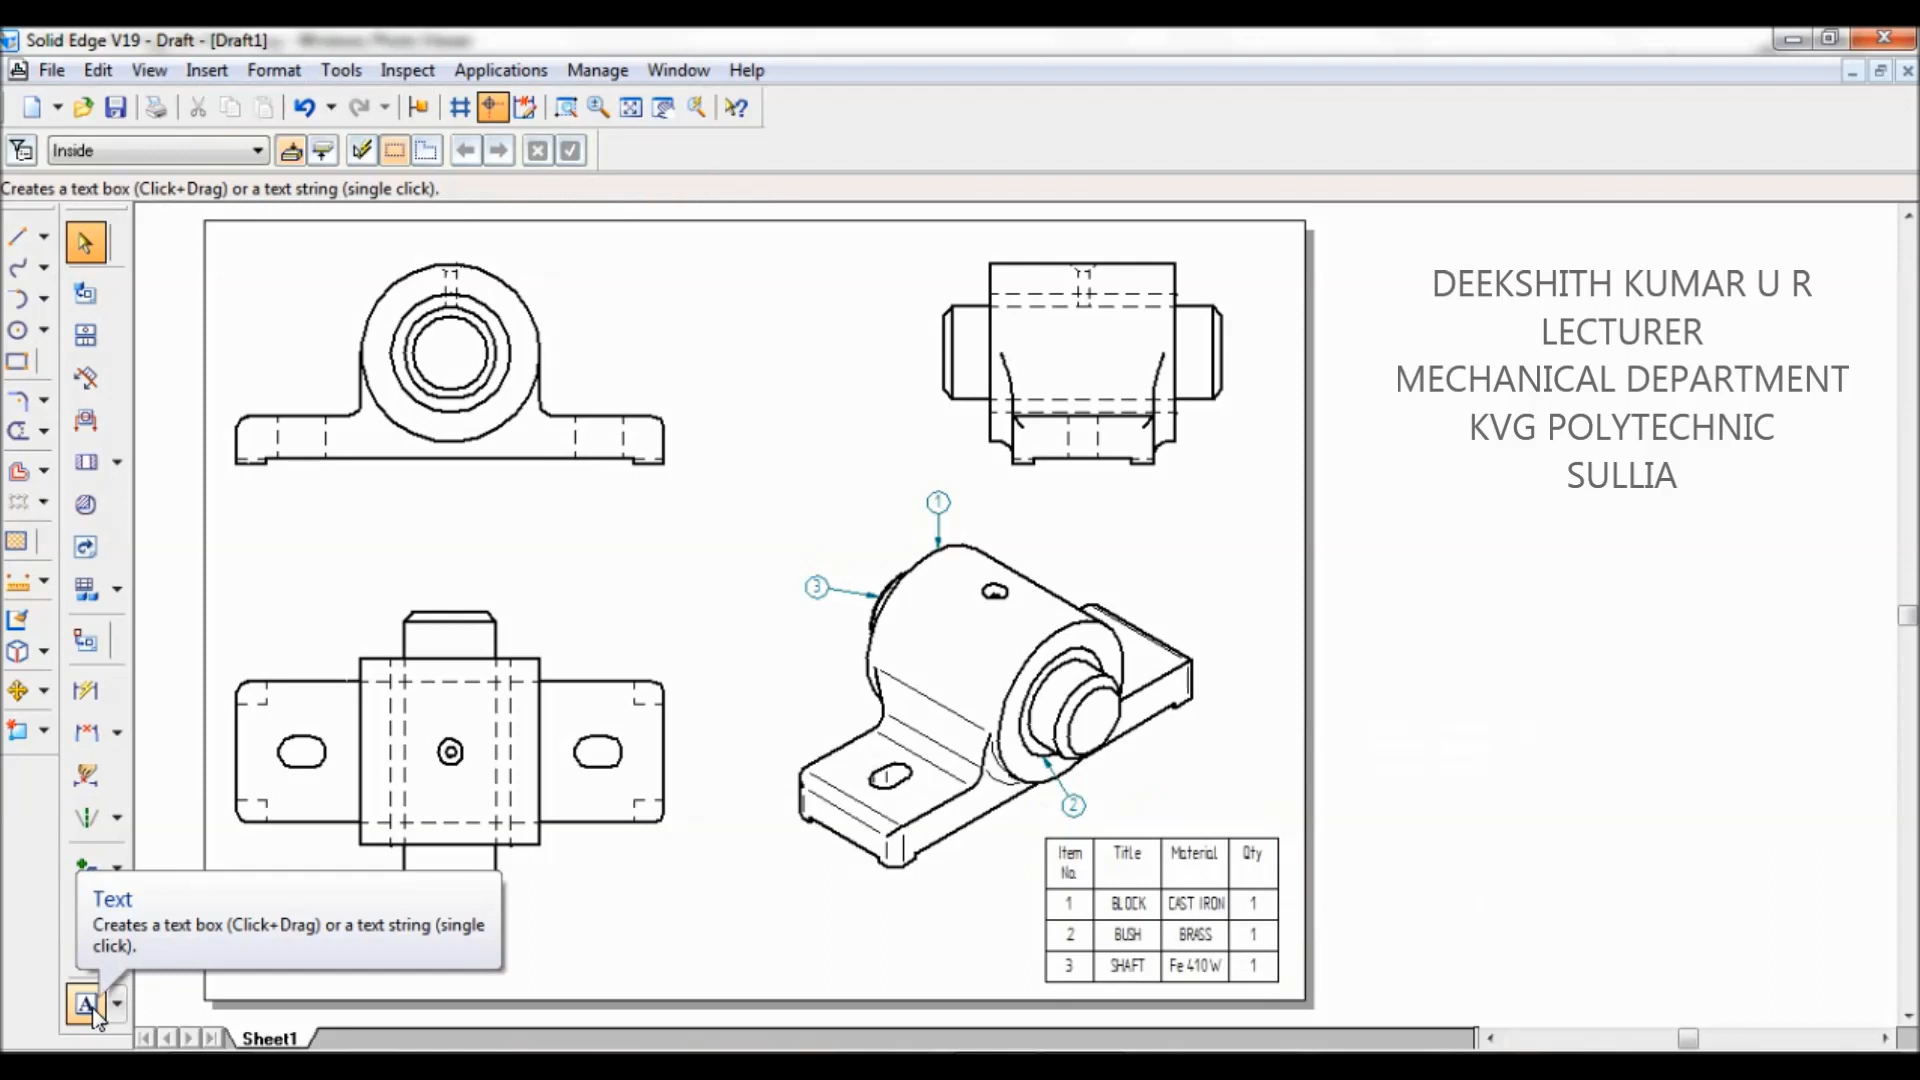 Solid Edge V19 - Draft - [Draft1]
File Edit View Insert Format Tools Inspect Applications Manage Window Help
Inside
Creates a text box (Click+Drag) or a text string (single click).
DEEKSHITH KUMAR U R
LECTURER
MECHANICAL DEPARTMENT
KVG POLYTECHNIC
SULLIA
1
3
2
Item No. Title Material Qty
1 BLOCK CAST IRON 1
2 BUSH BRASS 1
3 SHAFT Fe 410 W 1
Text
Creates a text box (Click+Drag) or a text string (single
click).
A
Sheet1